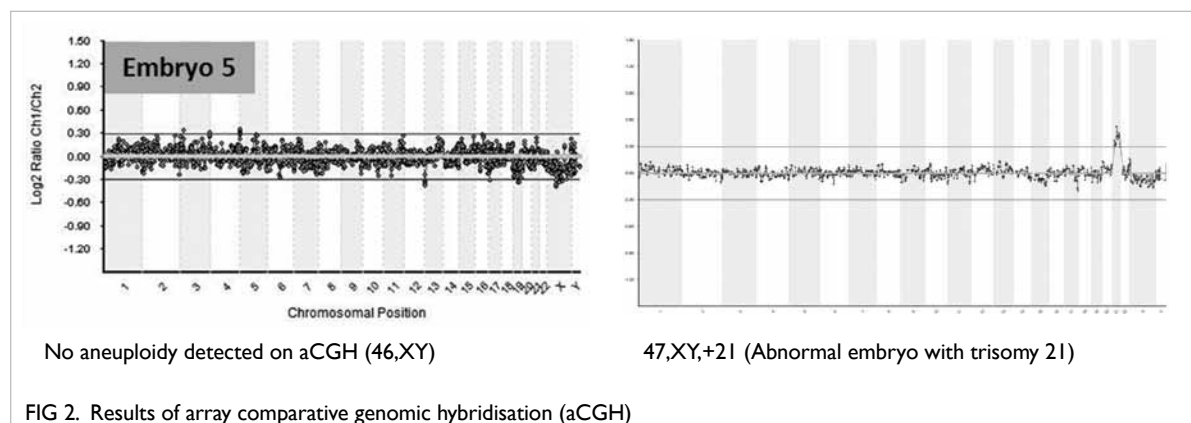 Embryo 5
Log2 Ratio Ch1/Ch2
1.50
1.20
0.90
0.60
0.30
0.00
-0.30
-0.60
-0.90
-1.20
1 2 3 4 5 6 7 8 9 10 11 12 13 14 15 16 17 18 19 20 21 22 X Y
Chromosomal Position
No aneuploidy detected on aCGH (46,XY)
47,XY,+21 (Abnormal embryo with trisomy 21)
FIG 2. Results of array comparative genomic hybridisation (aCGH)